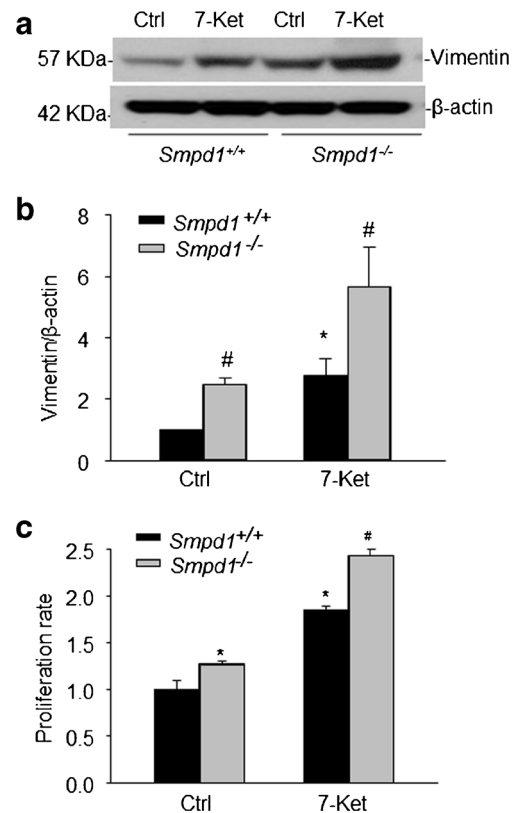 a
Ctrl 7-Ket Ctrl 7-Ket
57 KDa- -Vimentin
42 KDa- -β-actin
Smpd1+/+ Smpd1-/-
b
8
6
4
2
0
Vimentin/β-actin
Smpd1 +/+
Smpd1 -/-
#
*
#
Ctrl 7-Ket
c
2.5
2.0
1.5
1.0
0.5
0.0
Proliferation rate
Smpd1+/+
Smpd1-/-
*
*
#
Ctrl 7-Ket